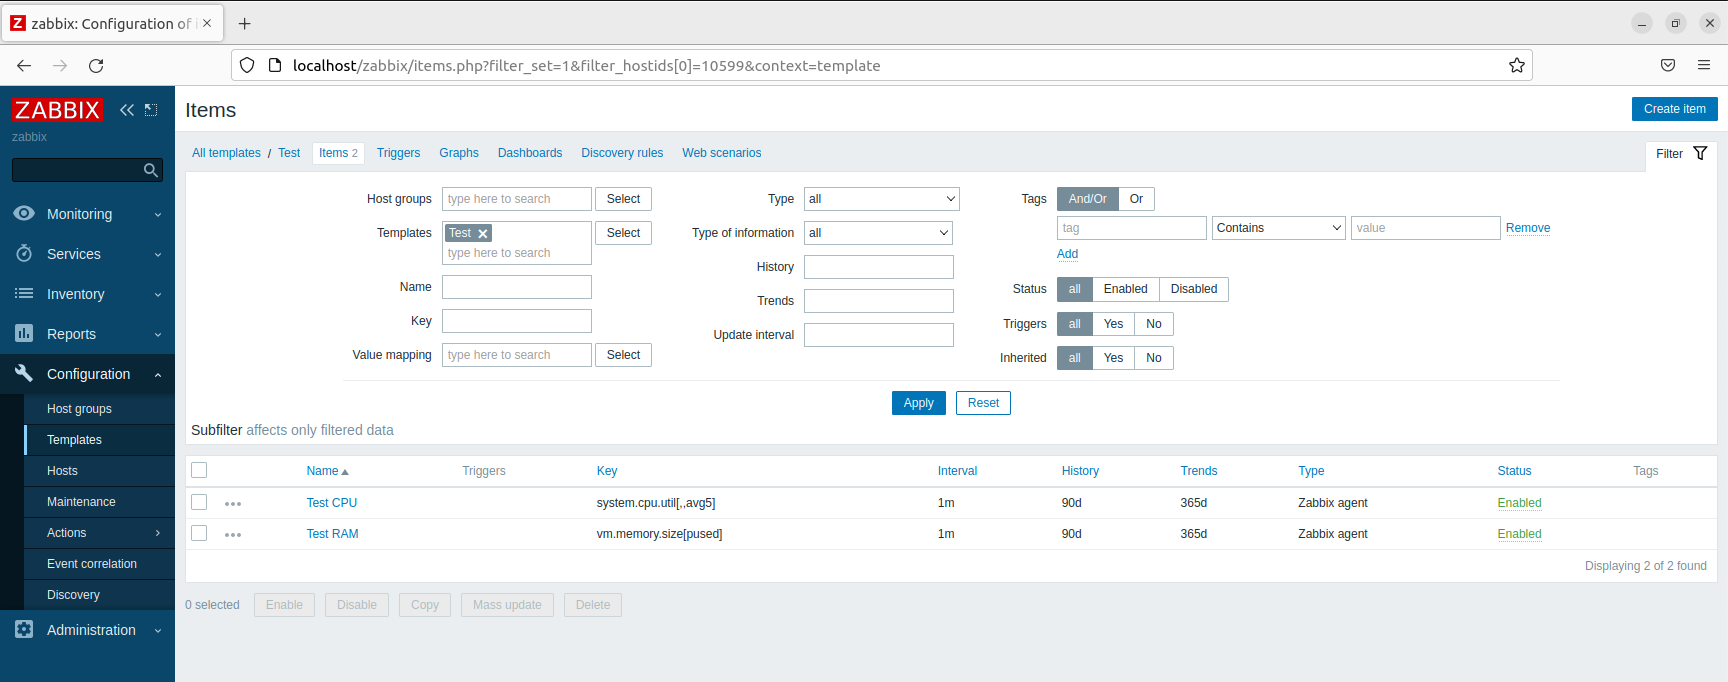 zabbix: Configuration of i
localhost/zabbix/items.php?filter_set=1&filter_hostids[0]=10599&context=template
ZABBIX
zabbix
Monitoring
Services
Inventory
Reports
Configuration
Host groups
Templates
Hosts
Maintenance
Actions
Event correlation
Discovery
Administration
Items
Create item
All templates / Test Items 2 Triggers Graphs Dashboards Discovery rules Web scenarios
Filter
Host groups type here to search Select
Templates Test Select
type here to search
Name
Key
Value mapping type here to search Select
Type all
Type of information all
History
Trends
Update interval
Tags And/Or Or
tag Contains value Remove
Add
Status all Enabled Disabled
Triggers all Yes No
Inherited all Yes No
Apply Reset
Subfilter affects only filtered data
Name Triggers Key Interval History Trends Type Status Tags
Test CPU system.cpu.util[,,avg5] 1m 90d 365d Zabbix agent Enabled
Test RAM vm.memory.size[pused] 1m 90d 365d Zabbix agent Enabled
Displaying 2 of 2 found
0 selected Enable Disable Copy Mass update Delete